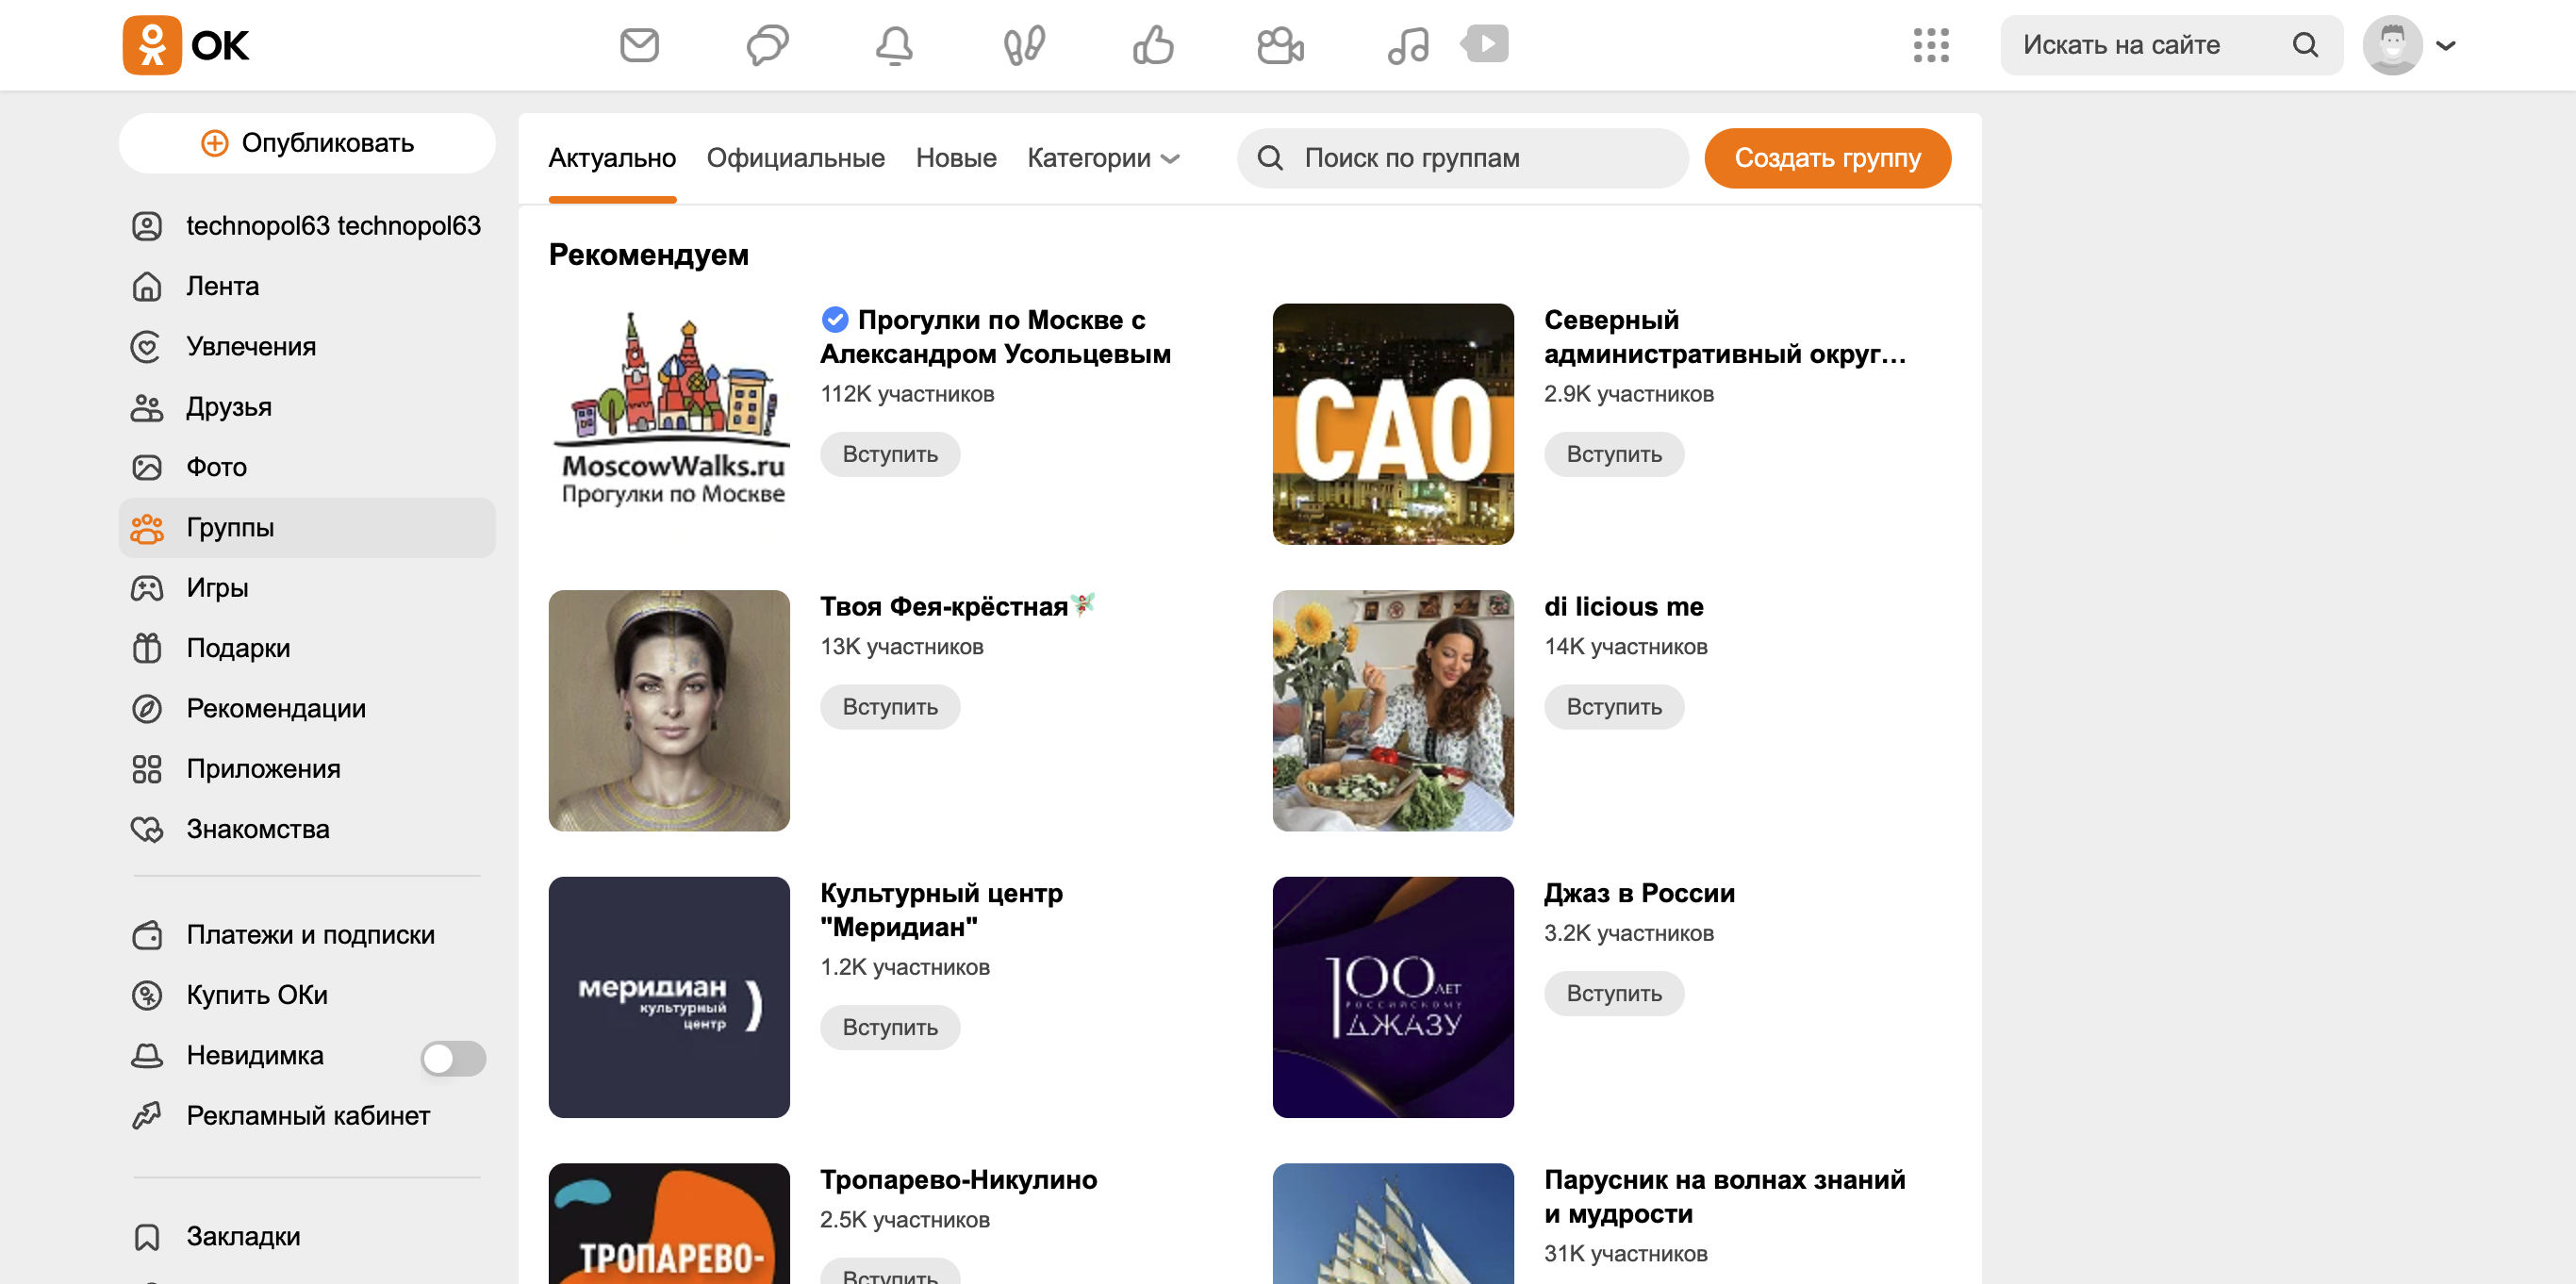 ОК
Искать на сайте
Опубликовать
technopol63 technopol63
Лента
Увлечения
Друзья
Фото
Группы
Игры
Подарки
Рекомендации
Приложения
Знакомства
Платежи и подписки
Купить ОКи
Невидимка
Рекламный кабинет
Закладки
Актуально
Официальные
Новые
Категории
Поиск по группам
Создать группу
Рекомендуем
MoscowWalks.ru
Прогулки по Москве
Прогулки по Москве с
Александром Усольцевым
112K участников
Вступить
САО
Северный
административный округ...
2.9K участников
Вступить
Твоя Фея-крёстная
13K участников
Вступить
di licious me
14K участников
Вступить
меридиан
культурный
центр
Культурный центр
"Меридиан"
1.2K участников
Вступить
100 ЛЕТ
РОССИЙСКОМУ
ДЖАЗУ
Джаз в России
3.2K участников
Вступить
ТРОПАРЕВО-
Тропарево-Никулино
2.5K участников
Вступить
Парусник на волнах знаний
и мудрости
31K участников